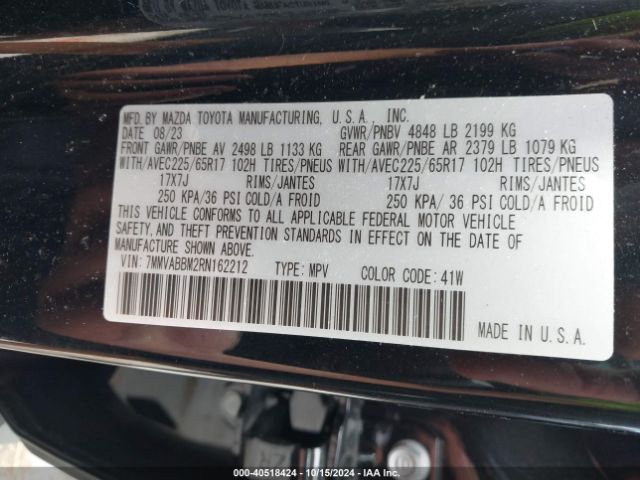 MFD. BY MAZDA TOYOTA MANUFACTURING, U.S.A., INC.
DATE 08/23 GVWR/PNBV 4848 LB 2199 KG
FRONT GAWR/PNBE AV 2498 LB 1133 KG REAR GAWR/PNBE AR 2379 LB 1079 KG
WITH/AVEC225/65R17 102H TIRES/PNEUS WITH/AVEC225/65R17 102H TIRES/PNEUS
17X7J RIMS/JANTES 17X7J RIMS/JANTES
250 KPA/36 PSI COLD/A FROID 250 KPA/ 36 PSI COLD/A FROID
THIS VEHICLE CONFORMS TO ALL APPLICABLE FEDERAL MOTOR VEHICLE
SAFETY, AND THEFT PREVENTION STANDARDS IN EFFECT ON THE DATE OF
MANUFACTURE SHOWN ABOVE.
VIN: 7MMVABBM2RN162212 TYPE: MPV COLOR CODE: 41W
MADE IN U.S.A.
000-40518424 - 10/15/2024 - IAA Inc.